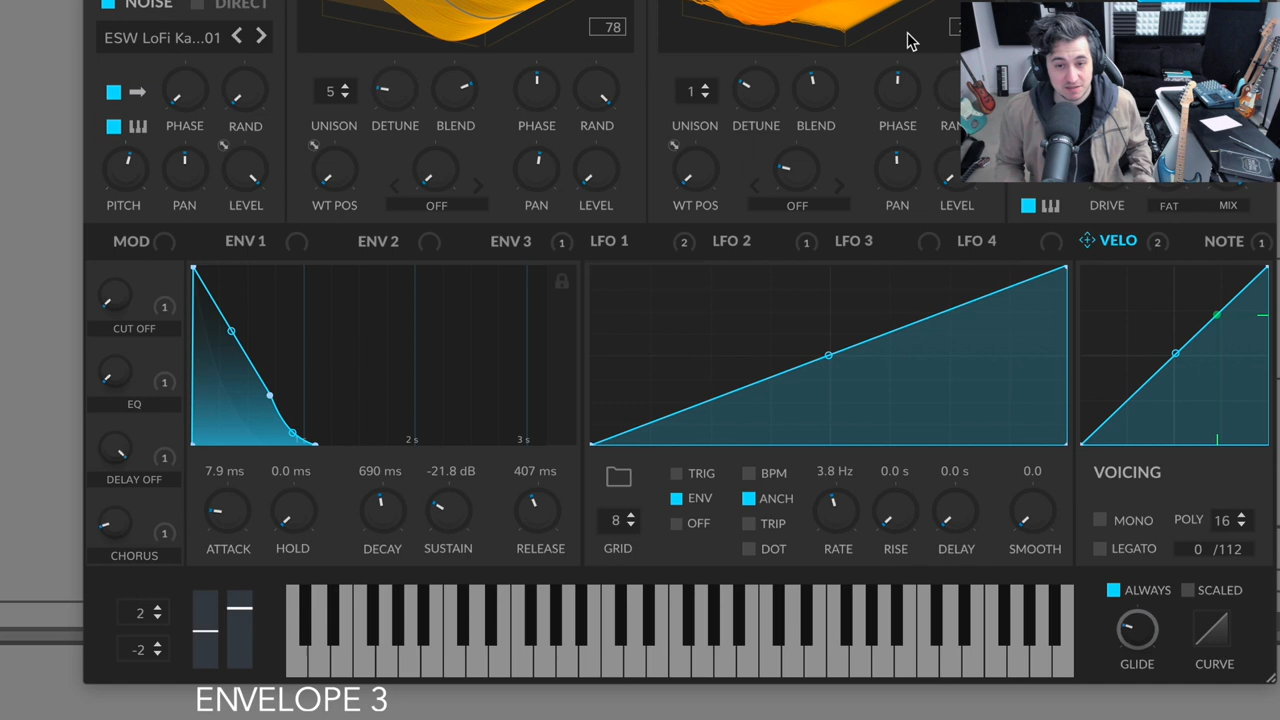 NOISE DIRECT
ESW LoFi Ka...01
78
PHASE RAND
5
UNISON DETUNE BLEND PHASE RAND
1
UNISON DETUNE BLEND PHASE
PITCH PAN LEVEL
WT POS OFF PAN LEVEL
WT POS OFF PAN LEVEL
DRIVE FAT MIX
MOD ENV 1 ENV 2 ENV 3 1 LFO 1 2 LFO 2 1 LFO 3 LFO 4 VELO 2 NOTE 1
1
CUT OFF
1
EQ
1
DELAY OFF
1
CHORUS
2 s 3 s
7.9 ms 0.0 ms 690 ms -21.8 dB 407 ms
ATTACK HOLD DECAY SUSTAIN RELEASE
TRIG BPM
ENV ANCH
OFF TRIP
DOT
8
GRID
3.8 Hz 0.0 s 0.0 s 0.0
RATE RISE DELAY SMOOTH
VOICING
MONO POLY 16
LEGATO 0 /112
2
-2
ALWAYS SCALED
GLIDE CURVE
ENVELOPE 3